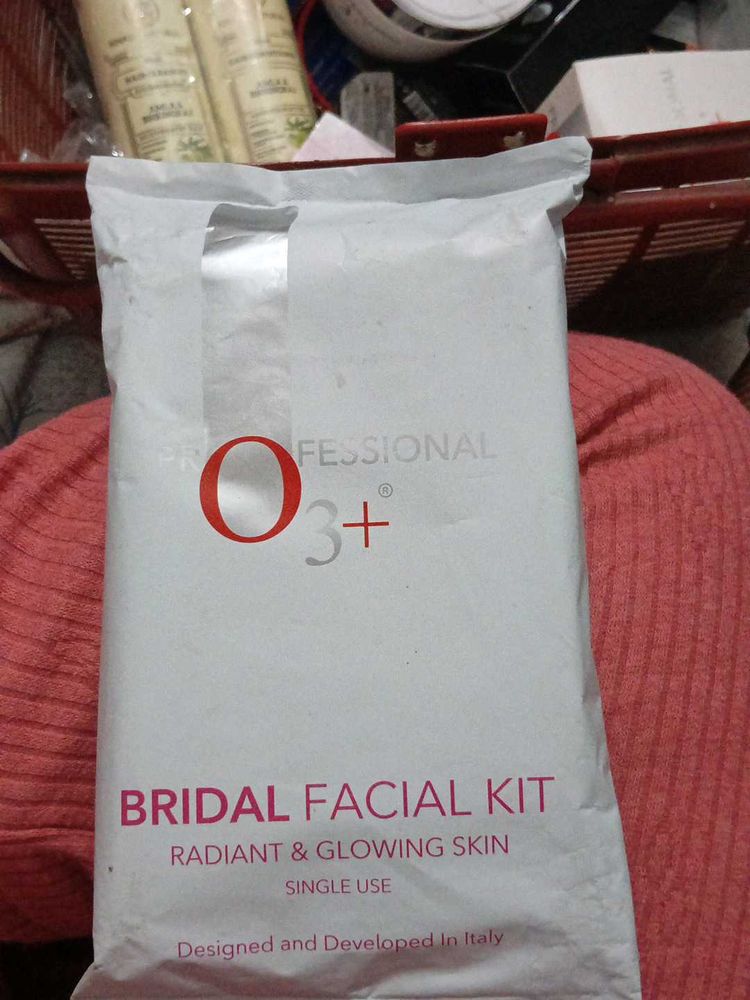 PROFESSIONAL
O3+®
BRIDAL FACIAL KIT
RADIANT & GLOWING SKIN
SINGLE USE
Designed and Developed In Italy